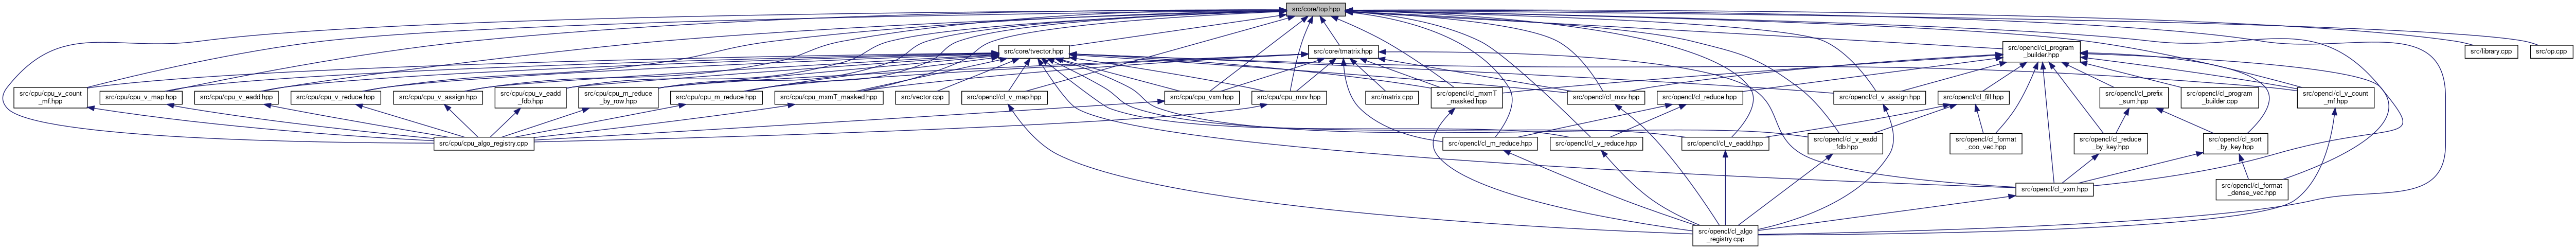 src/core/top.hpp
src/core/tvector.hpp
src/core/tmatrix.hpp
src/opencl/cl_program
_builder.hpp
src/library.cpp
src/op.cpp
src/cpu/cpu_v_count
_mf.hpp
src/cpu/cpu_v_map.hpp
src/cpu/cpu_v_eadd.hpp
src/cpu/cpu_v_reduce.hpp
src/cpu/cpu_v_assign.hpp
src/cpu/cpu_v_eadd
_fdb.hpp
src/cpu/cpu_m_reduce
_by_row.hpp
src/cpu/cpu_m_reduce.hpp
src/cpu/cpu_mxmT_masked.hpp
src/vector.cpp
src/opencl/cl_v_map.hpp
src/cpu/cpu_vxm.hpp
src/cpu/cpu_mxv.hpp
src/matrix.cpp
src/opencl/cl_mxmT
_masked.hpp
src/opencl/cl_mxv.hpp
src/opencl/cl_reduce.hpp
src/opencl/cl_v_assign.hpp
src/opencl/cl_fill.hpp
src/opencl/cl_prefix
_sum.hpp
src/opencl/cl_program
_builder.cpp
src/opencl/cl_v_count
_mf.hpp
src/cpu/cpu_algo_registry.cpp
src/opencl/cl_m_reduce.hpp
src/opencl/cl_v_reduce.hpp
src/opencl/cl_v_eadd.hpp
src/opencl/cl_v_eadd
_fdb.hpp
src/opencl/cl_format
_coo_vec.hpp
src/opencl/cl_reduce
_by_key.hpp
src/opencl/cl_sort
_by_key.hpp
src/opencl/cl_vxm.hpp
src/opencl/cl_format
_dense_vec.hpp
src/opencl/cl_algo
_registry.cpp